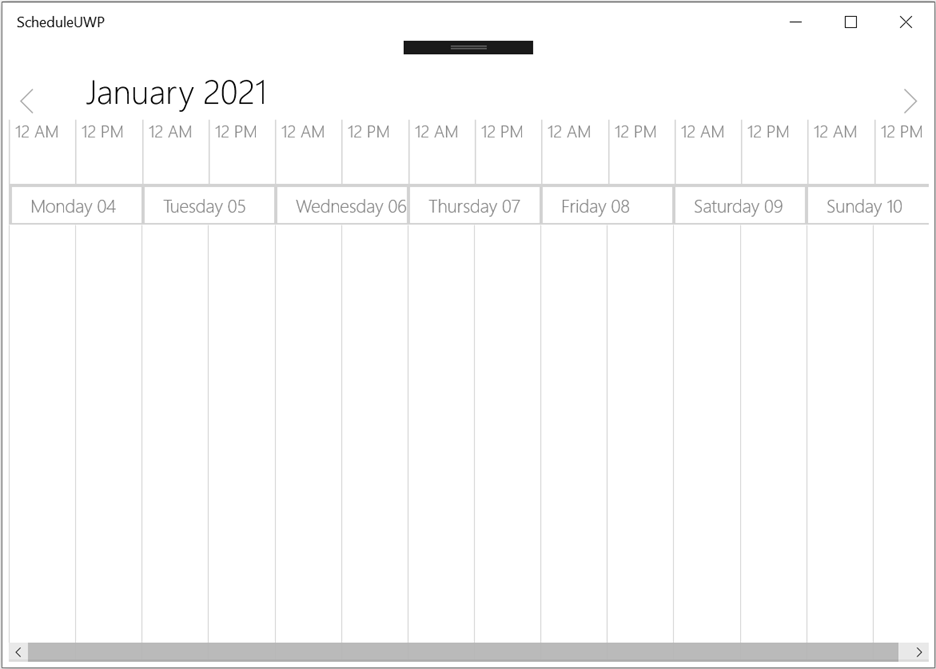 ScheduleUWP
January 2021
12 AM 12 PM 12 AM 12 PM 12 AM 12 PM 12 AM 12 PM 12 AM 12 PM 12 AM 12 PM 12 AM 12 PM
Monday 04 Tuesday 05 Wednesday 06 Thursday 07 Friday 08 Saturday 09 Sunday 10